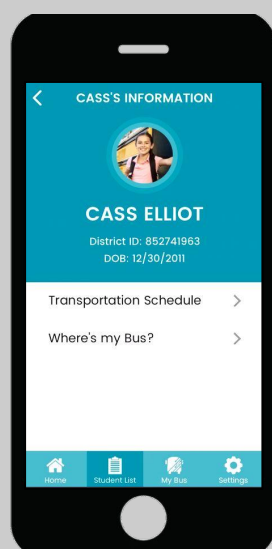 CASS'S INFORMATION
CASS ELLIOT
District ID: 852741963
DOB: 12/30/2011
Transportation Schedule
Where's my Bus?
Home Student List My Bus Settings